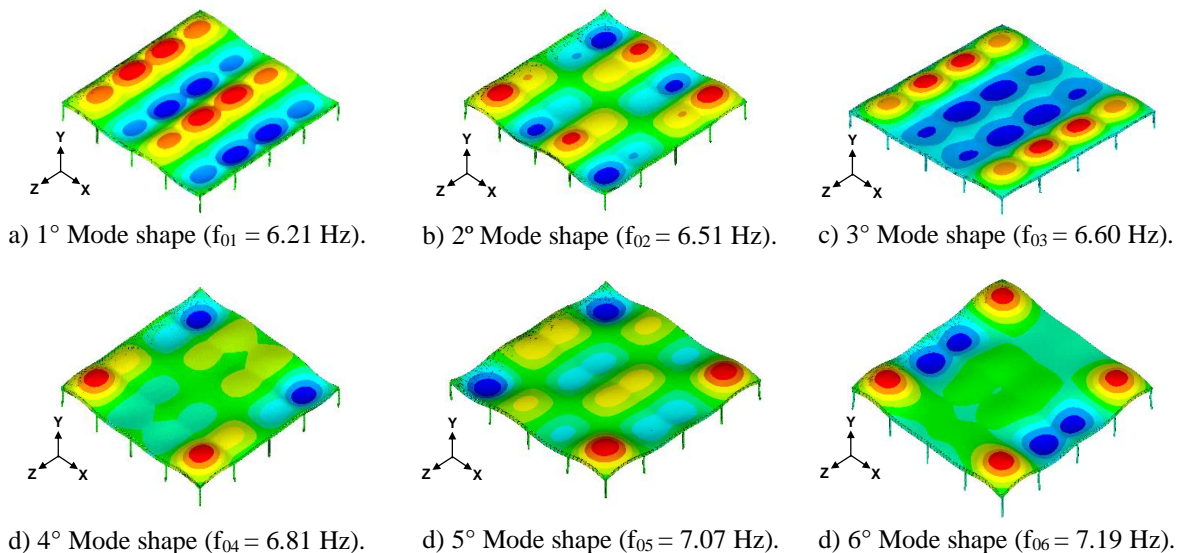 Y
Z X
Y
Z X
Y
Z X
a) 1° Mode shape (f01 = 6.21 Hz).
b) 2º Mode shape (f02 = 6.51 Hz).
c) 3° Mode shape (f03 = 6.60 Hz).
Y
Z X
Y
Z X
Y
Z X
d) 4° Mode shape (f04 = 6.81 Hz).
d) 5° Mode shape (f05 = 7.07 Hz).
d) 6° Mode shape (f06 = 7.19 Hz).